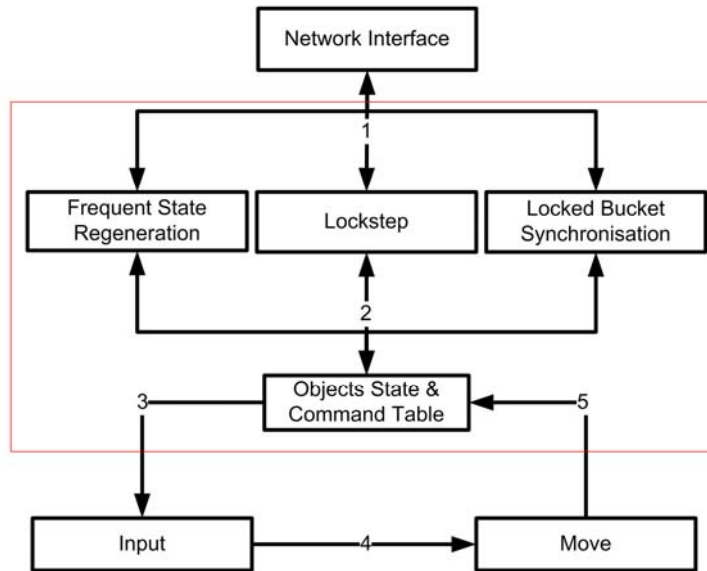 Network Interface
1
Frequent State
Regeneration
Lockstep
Locked Bucket
Synchronisation
2
Objects State &
Command Table
3
5
Input
4
Move